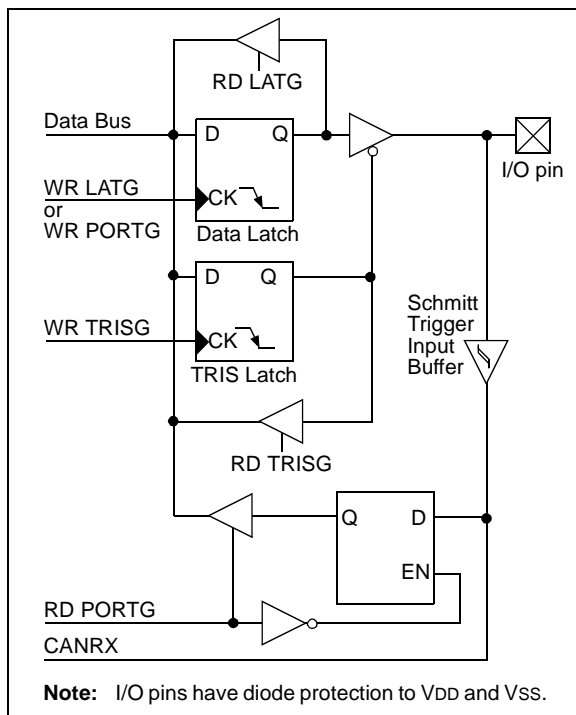 RD LATG
Data Bus
D Q
I/O pin
WR LATG
or
WR PORTG
CK
Data Latch
D Q
WR TRISG
CK
TRIS Latch
Schmitt
Trigger
Input
Buffer
RD TRISG
Q D
EN
RD PORTG
CANRX
Note: I/O pins have diode protection to VDD and VSS.